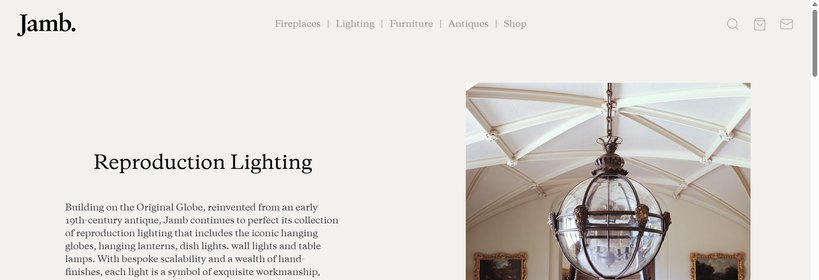 Jamb.
Fireplaces | Lighting | Furniture | Antiques | Shop
Reproduction Lighting
Building on the Original Globe, reinvented from an early
19th-century antique, Jamb continues to perfect its collection
of reproduction lighting that includes the iconic hanging
globes, hanging lanterns, dish lights. wall lights and table
lamps. With bespoke scalability and a wealth of hand-
finishes, each light is a symbol of exquisite workmanship,